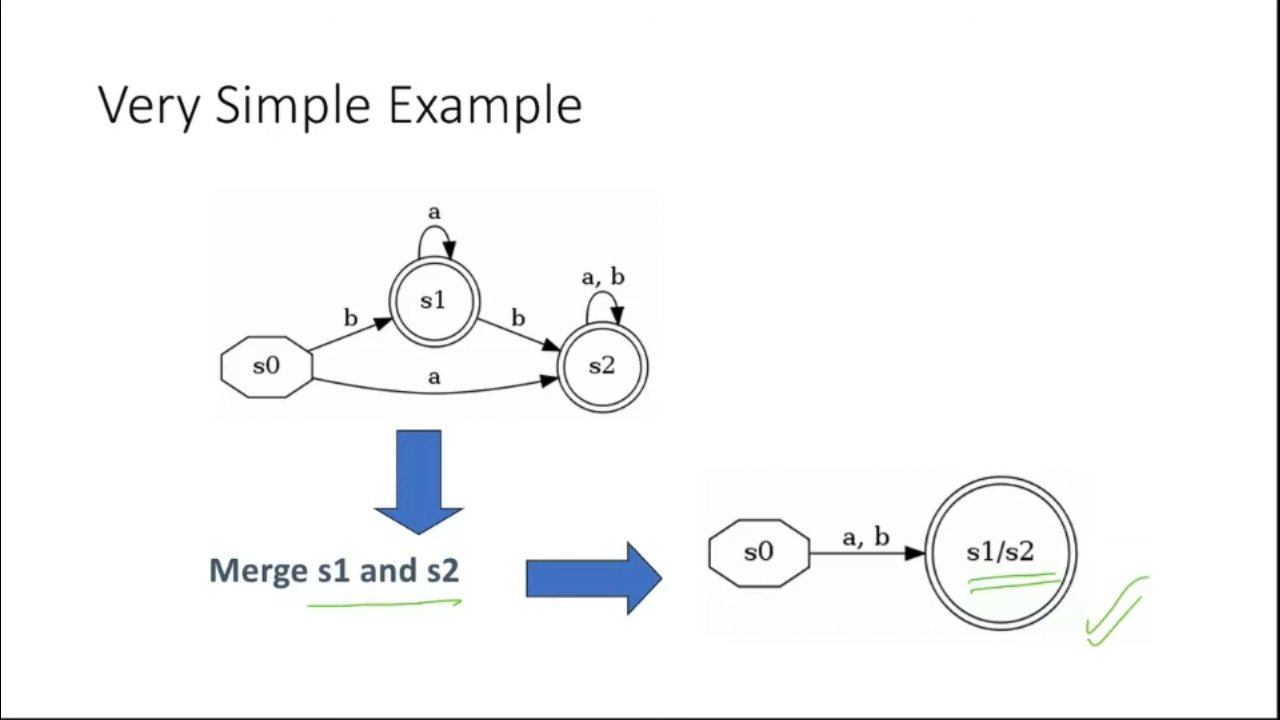 Very Simple Example
a
a, b
s1
b
b
s0
s2
a
Merge s1 and s2
a, b
s0
s1/s2